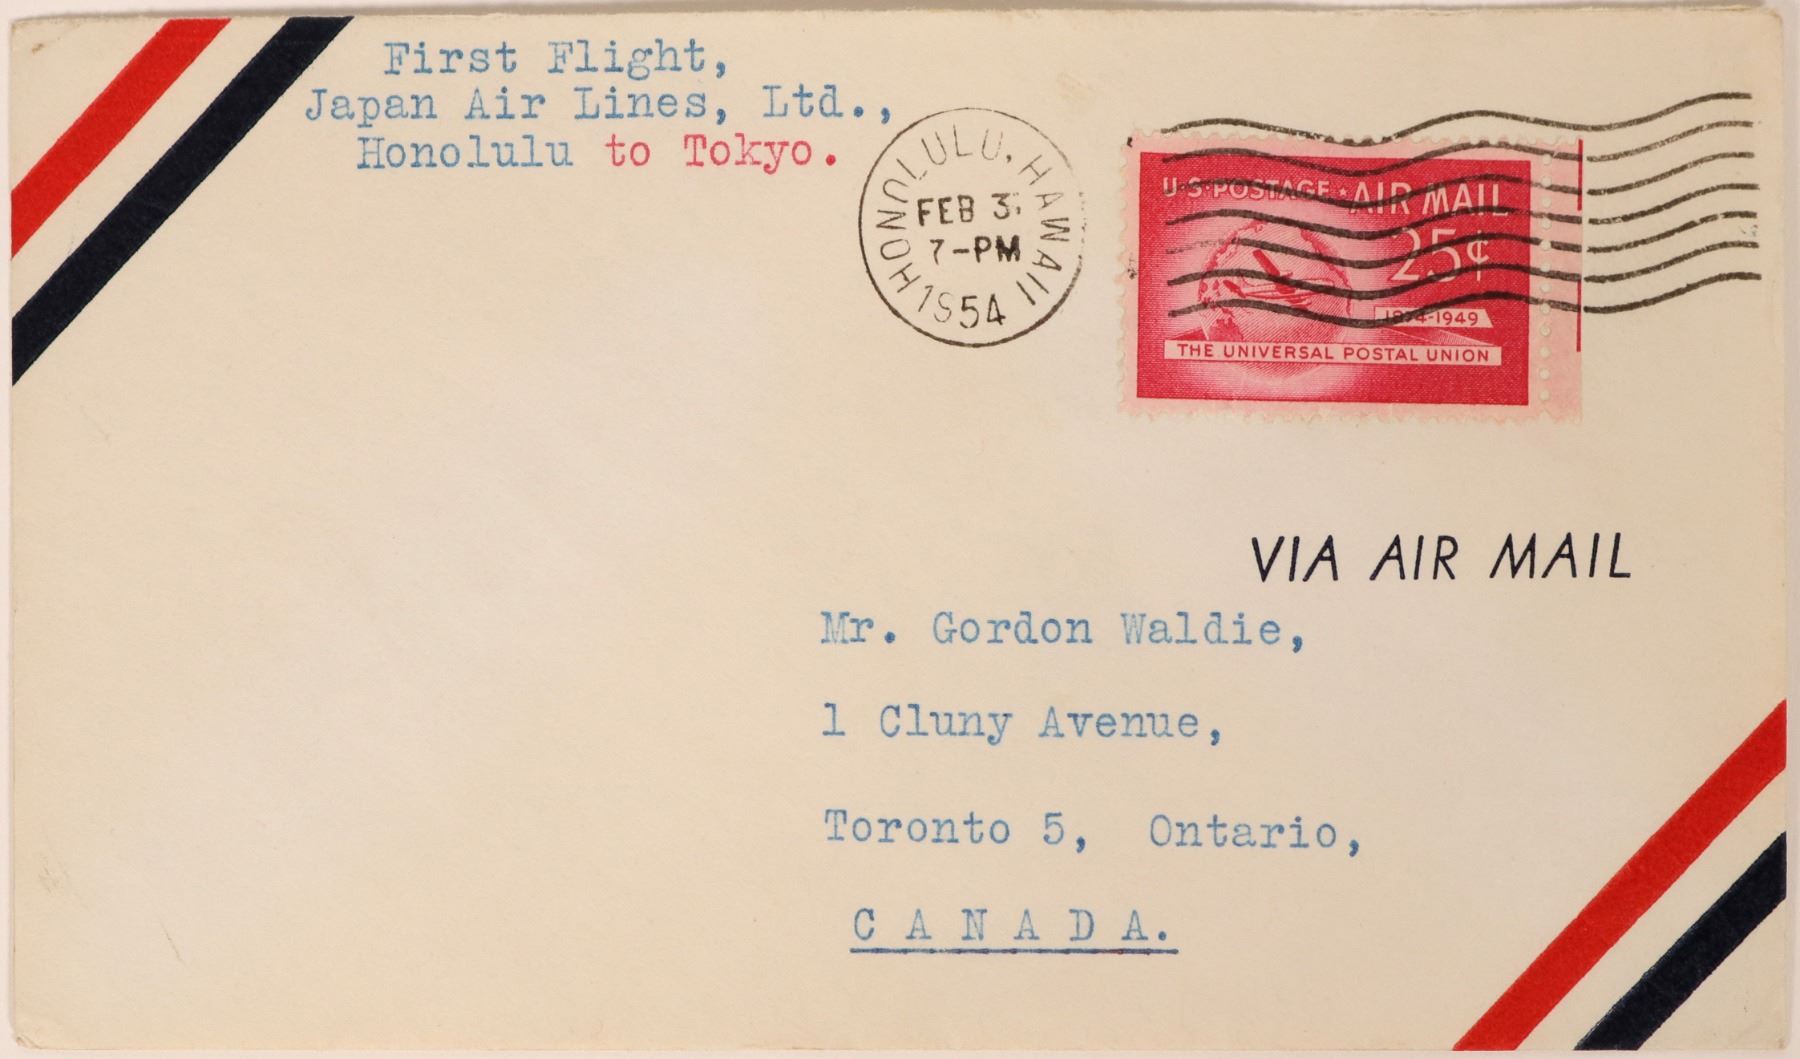 First Flight,
Japan Air Lines, Ltd.,
Honolulu to Tokyo.
HONOLULU, HAWAII
FEB 3
7-PM
1954
U·S·POSTAGE ★ AIR MAIL
25¢
1874-1949
THE UNIVERSAL POSTAL UNION
VIA AIR MAIL
Mr. Gordon Waldie,
1 Cluny Avenue,
Toronto 5, Ontario,
C A N A D A.